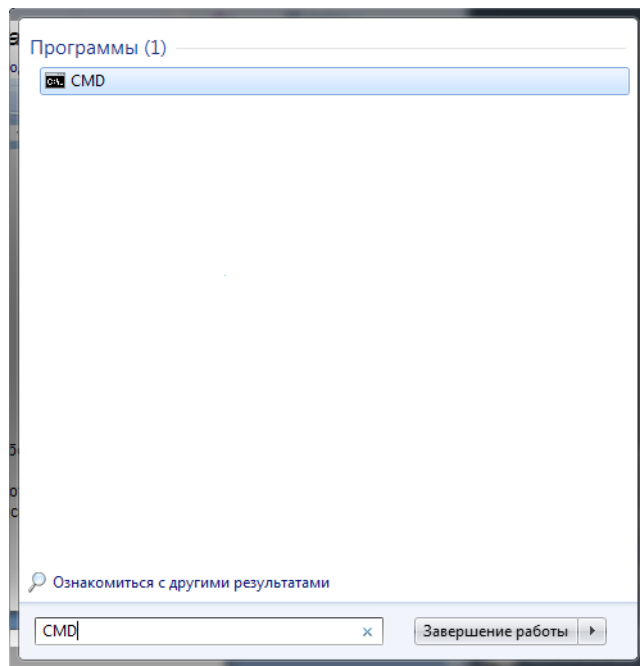 Программы (1)
CMD
Ознакомиться с другими результатами
CMD
Завершение работы